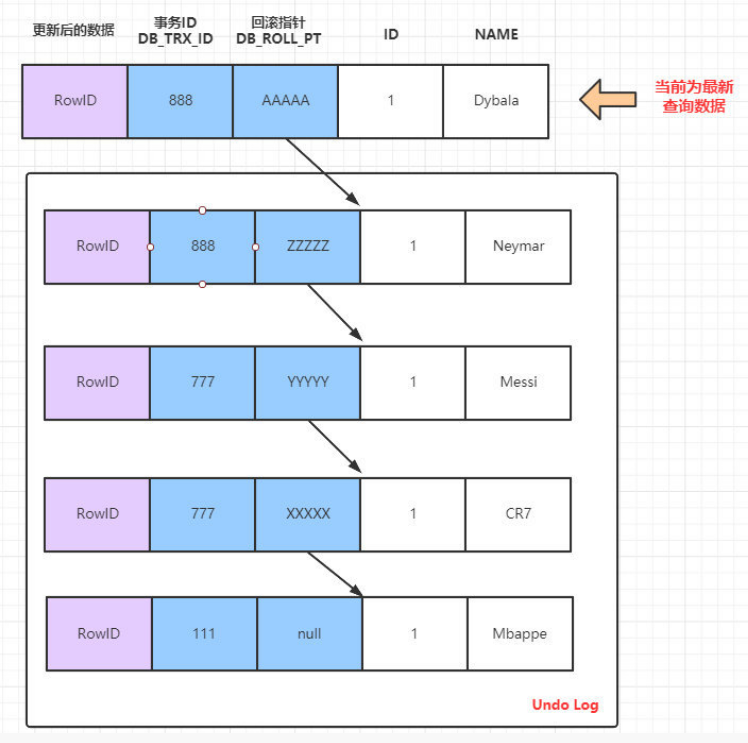 更新后的数据 事务ID 回滚指针 ID NAME
DB_TRX_ID DB_ROLL_PT
RowID 888 AAAAA 1 Dybala
当前为最新
查询数据
RowID 888 ZZZZZ 1 Neymar
RowID 777 YYYYY 1 Messi
RowID 777 XXXXX 1 CR7
RowID 111 null 1 Mbappe
Undo Log